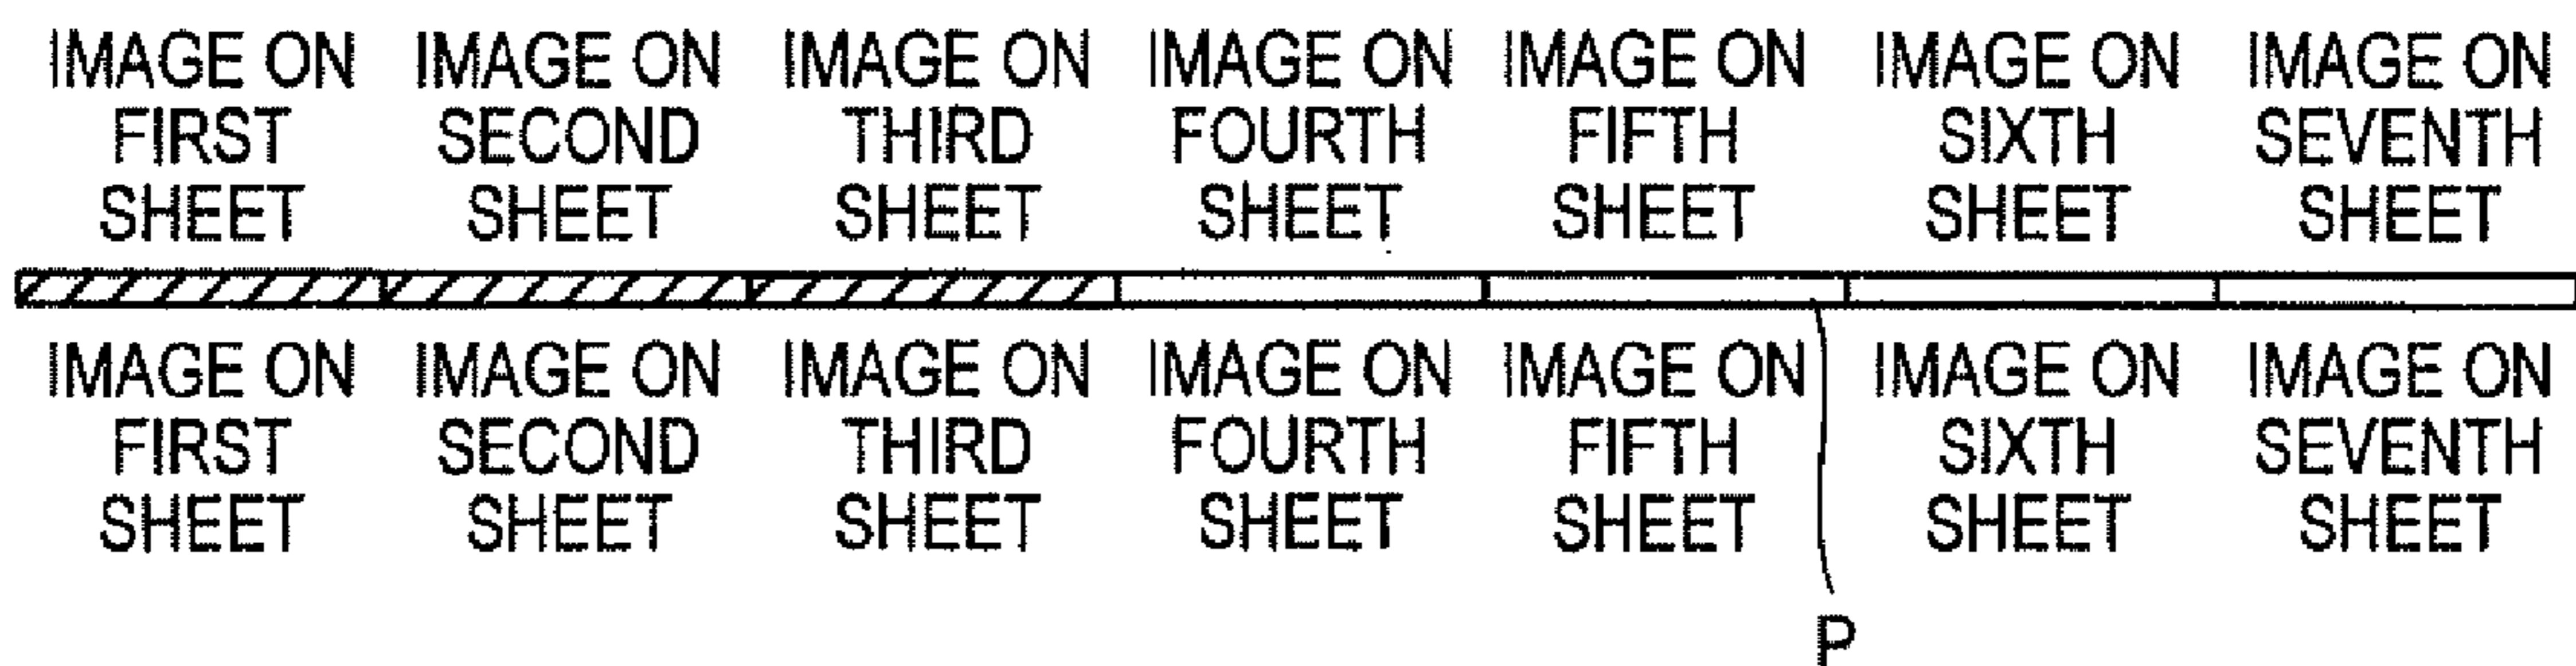 IMAGE ON FIRST SHEET
IMAGE ON SECOND SHEET
IMAGE ON THIRD SHEET
IMAGE ON FOURTH SHEET
IMAGE ON FIFTH SHEET
IMAGE ON SIXTH SHEET
IMAGE ON SEVENTH SHEET
IMAGE ON FIRST SHEET
IMAGE ON SECOND SHEET
IMAGE ON THIRD SHEET
IMAGE ON FOURTH SHEET
IMAGE ON FIFTH SHEET
IMAGE ON SIXTH SHEET
IMAGE ON SEVENTH SHEET
P